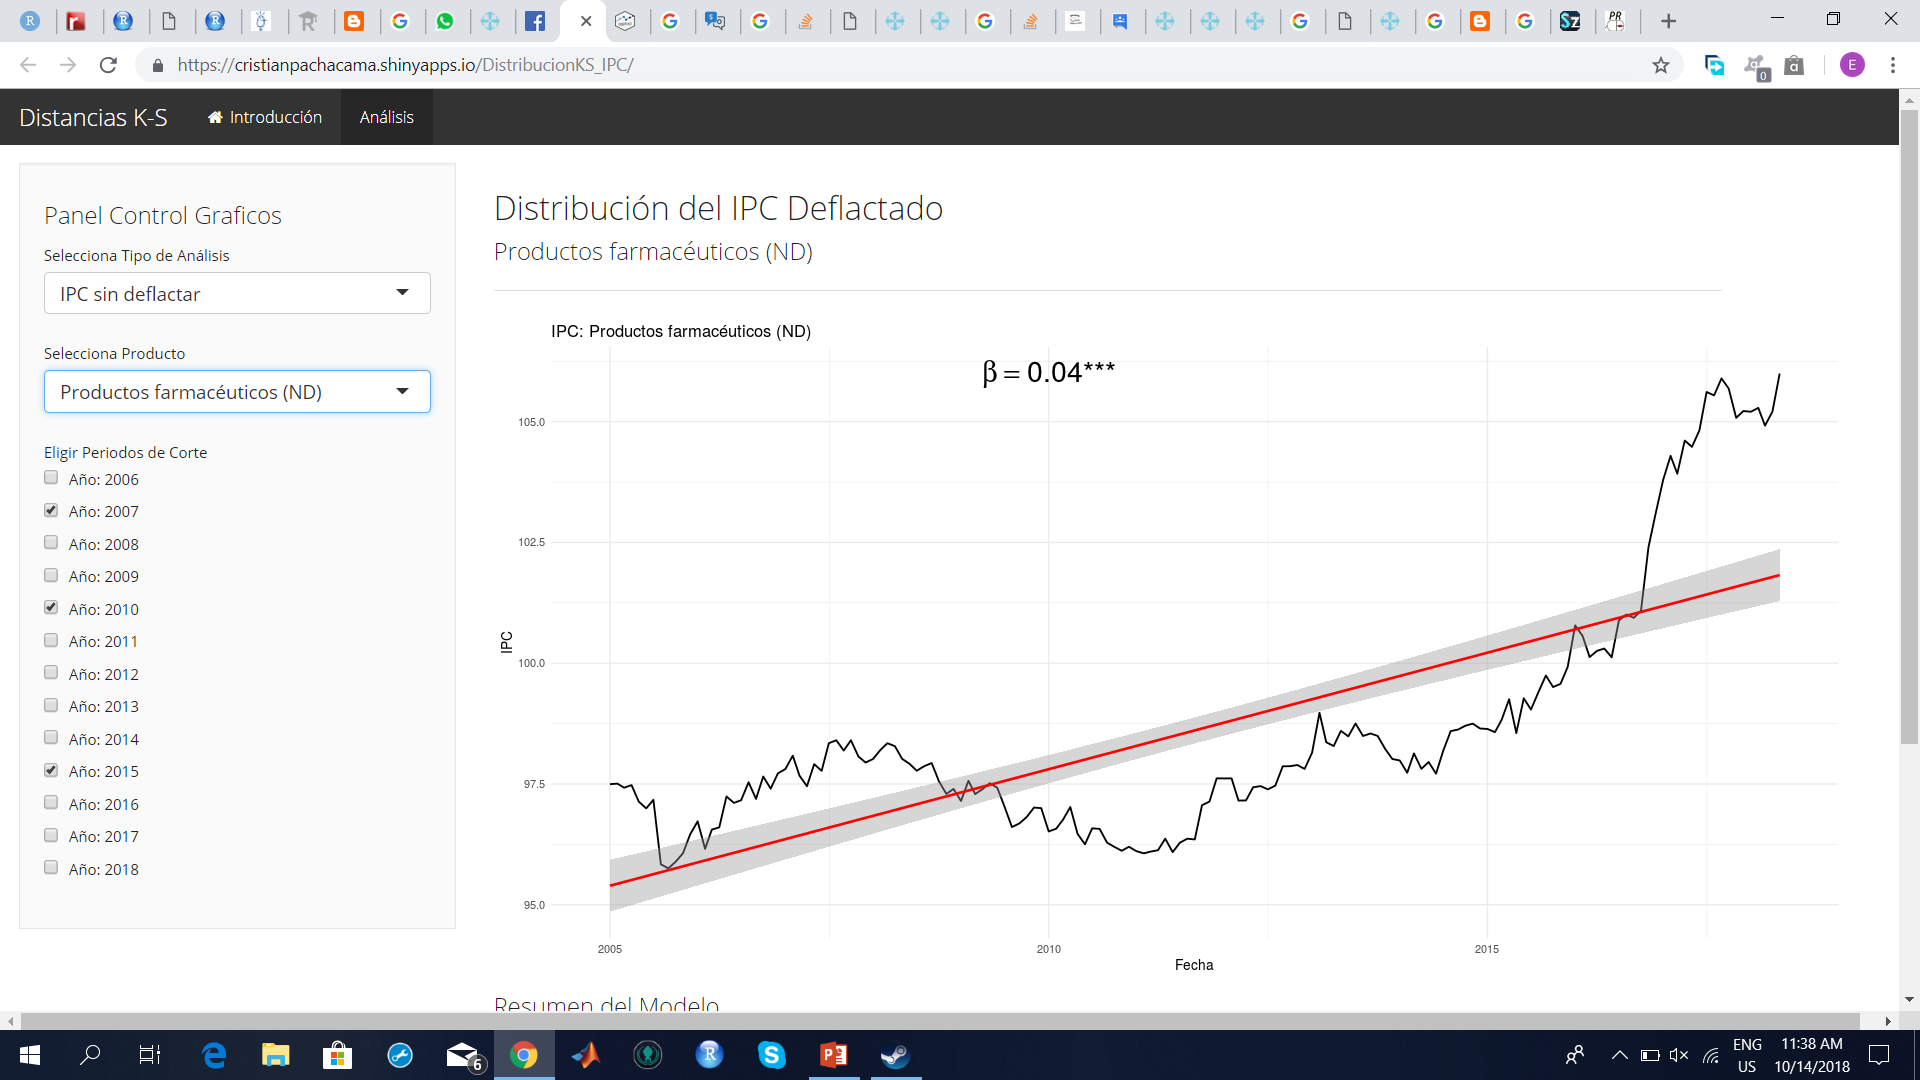 https://cristianpachacama.shinyapps.io/DistribucionKS_IPC/
0
E
Distancias K-S
Introducción
Análisis
Panel Control Graficos
Selecciona Tipo de Análisis
IPC sin deflactar
Selecciona Producto
Productos farmacéuticos (ND)
Eligir Periodos de Corte
Año: 2006
Año: 2007
Año: 2008
Año: 2009
Año: 2010
Año: 2011
Año: 2012
Año: 2013
Año: 2014
Año: 2015
Año: 2016
Año: 2017
Año: 2018
Distribución del IPC Deflactado
Productos farmacéuticos (ND)
IPC: Productos farmacéuticos (ND)
β = 0.04***
105.0
102.5
100.0
97.5
95.0
IPC
2005
2010
2015
Fecha
Resumen del Modelo
6
ENG
US
11:38 AM
10/14/2018